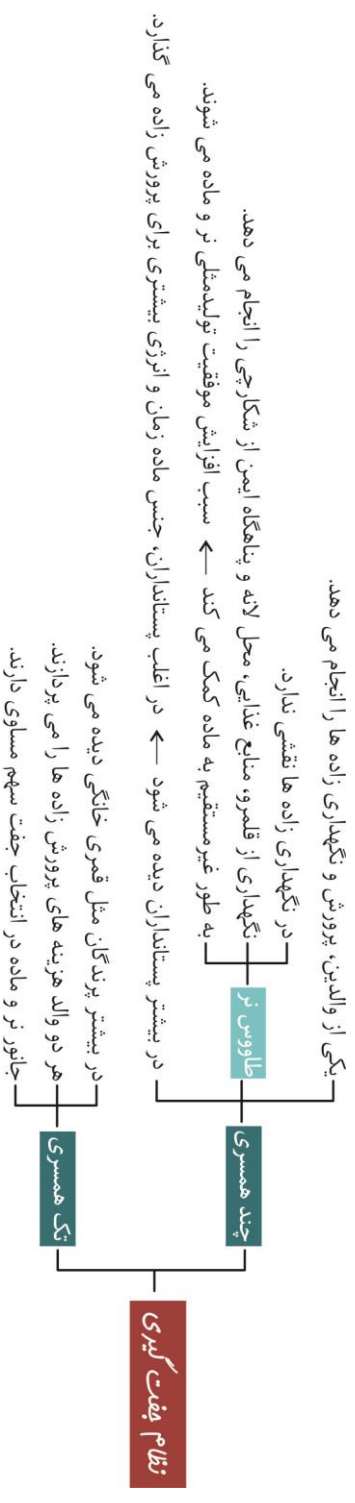 نظام جفت گیری
چند همسری
یکی از والدین، پرورش و نگهداری زاده ها را انجام می دهد.
طاووس نر
در نگهداری زاده ها نقشی ندارد.
نگهداری از قلمرو، منابع غذایی، محل لانه و پناهگاه ایمن از شکارچی را انجام می دهد.
به طور غیرمستقیم به ماده کمک می کند ← سبب افزایش موفقیت تولیدمثلی نر و ماده می شوند.
در بیشتر پستانداران دیده می شود ← در اغلب پستانداران، جنس ماده زمان و انرژی بیشتری برای پرورش زاده می گذارد.
تک همسری
در بیشتر پرندگان مثل قمری خانگی دیده می شود.
هر دو والد هزینه های پرورش زاده ها را می پردازند.
جانور نر و ماده در انتخاب جفت سهم مساوی دارند.